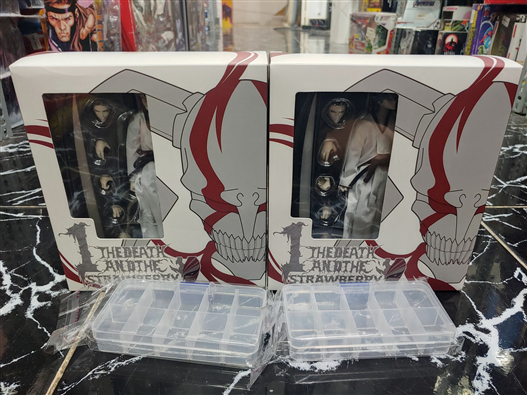 1 THE DEATH
AND THE
STRAWBERRY
1 THE DEATH
AND THE
STRAWBERRY